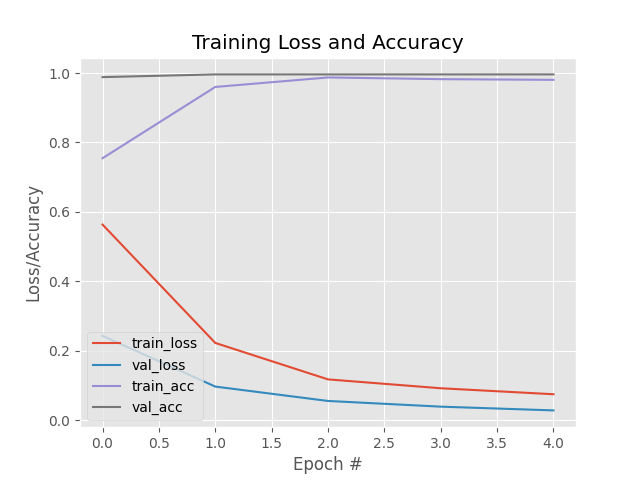 Training Loss and Accuracy
1.0
0.8
0.6
0.4
0.2
0.0
Loss/Accuracy
train_loss
val_loss
train_acc
val_acc
0.0 0.5 1.0 1.5 2.0 2.5 3.0 3.5 4.0
Epoch #